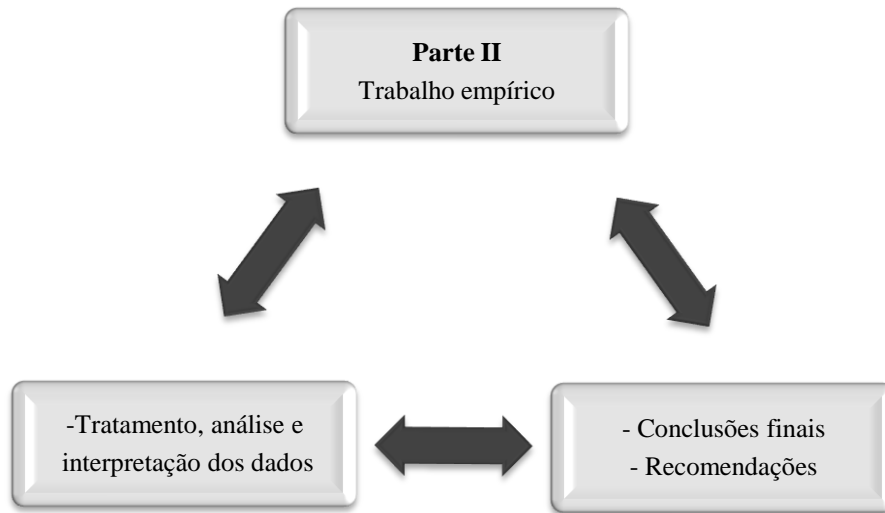 Parte II
Trabalho empírico
-Tratamento, análise e
interpretação dos dados
- Conclusões finais
- Recomendações